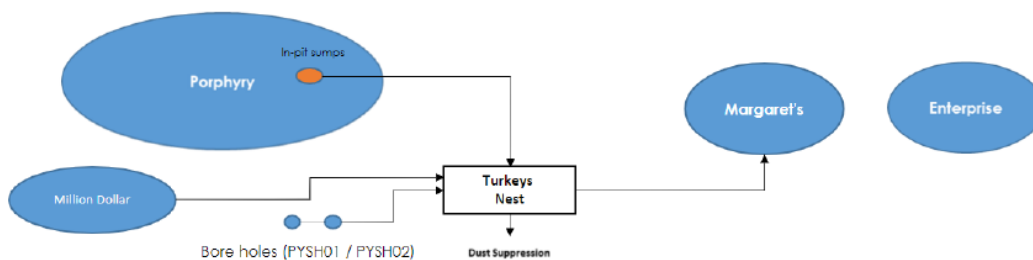 In-pit sumps
Porphyry
Margaret's
Enterprise
Turkeys
Nest
Million Dollar
Bore holes (PYSH01 / PYSH02)
Dust Suppression